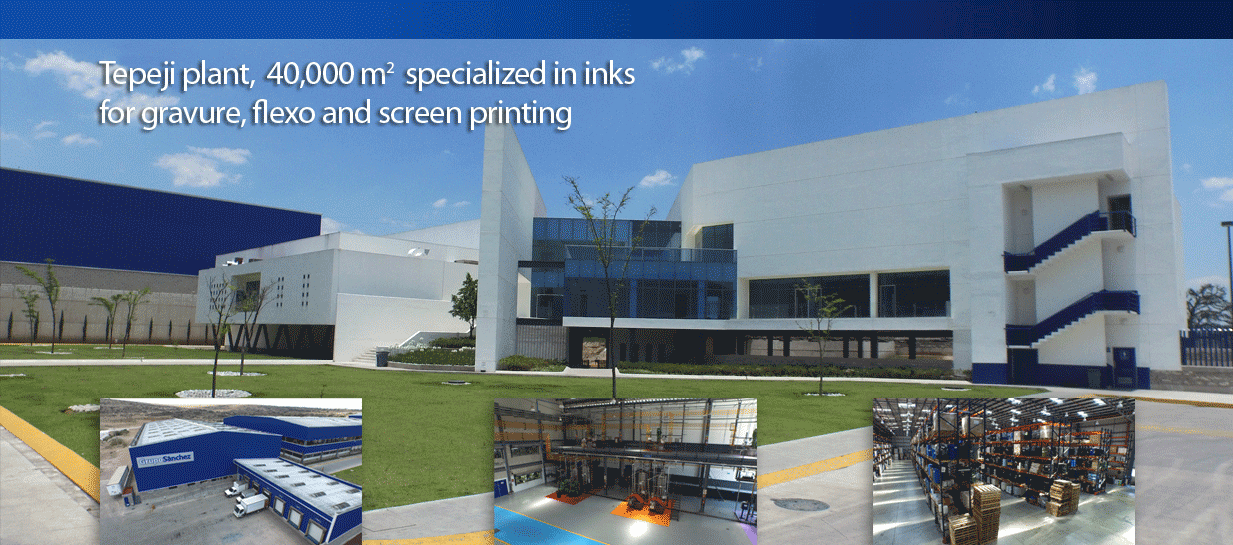 Tepeji plant, 40,000 m² specialized in inks
for gravure, flexo and screen printing
Grupo Sánchez